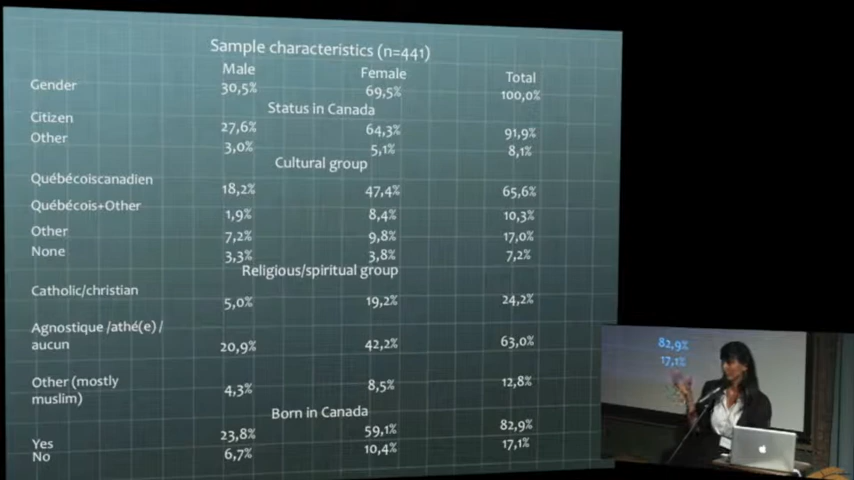 Sample characteristics (n=441)
Male Female Total
Gender 30,5% 69,5% 100,0%
Status in Canada
Citizen 27,6% 64,3% 91,9%
Other 3,0% 5,1% 8,1%
Cultural group
Québécoiscanadien 18,2% 47,4% 65,6%
Québécois+Other 1,9% 8,4% 10,3%
Other 7,2% 9,8% 17,0%
None 3,3% 3,8% 7,2%
Religious/spiritual group
Catholic/christian 5,0% 19,2% 24,2%
Agnostique /athé(e) /
aucun 20,9% 42,2% 63,0%
Other (mostly
muslim) 4,3% 8,5% 12,8%
Born in Canada
Yes 23,8% 59,1% 82,9%
No 6,7% 10,4% 17,1%
82,9%
17,1%